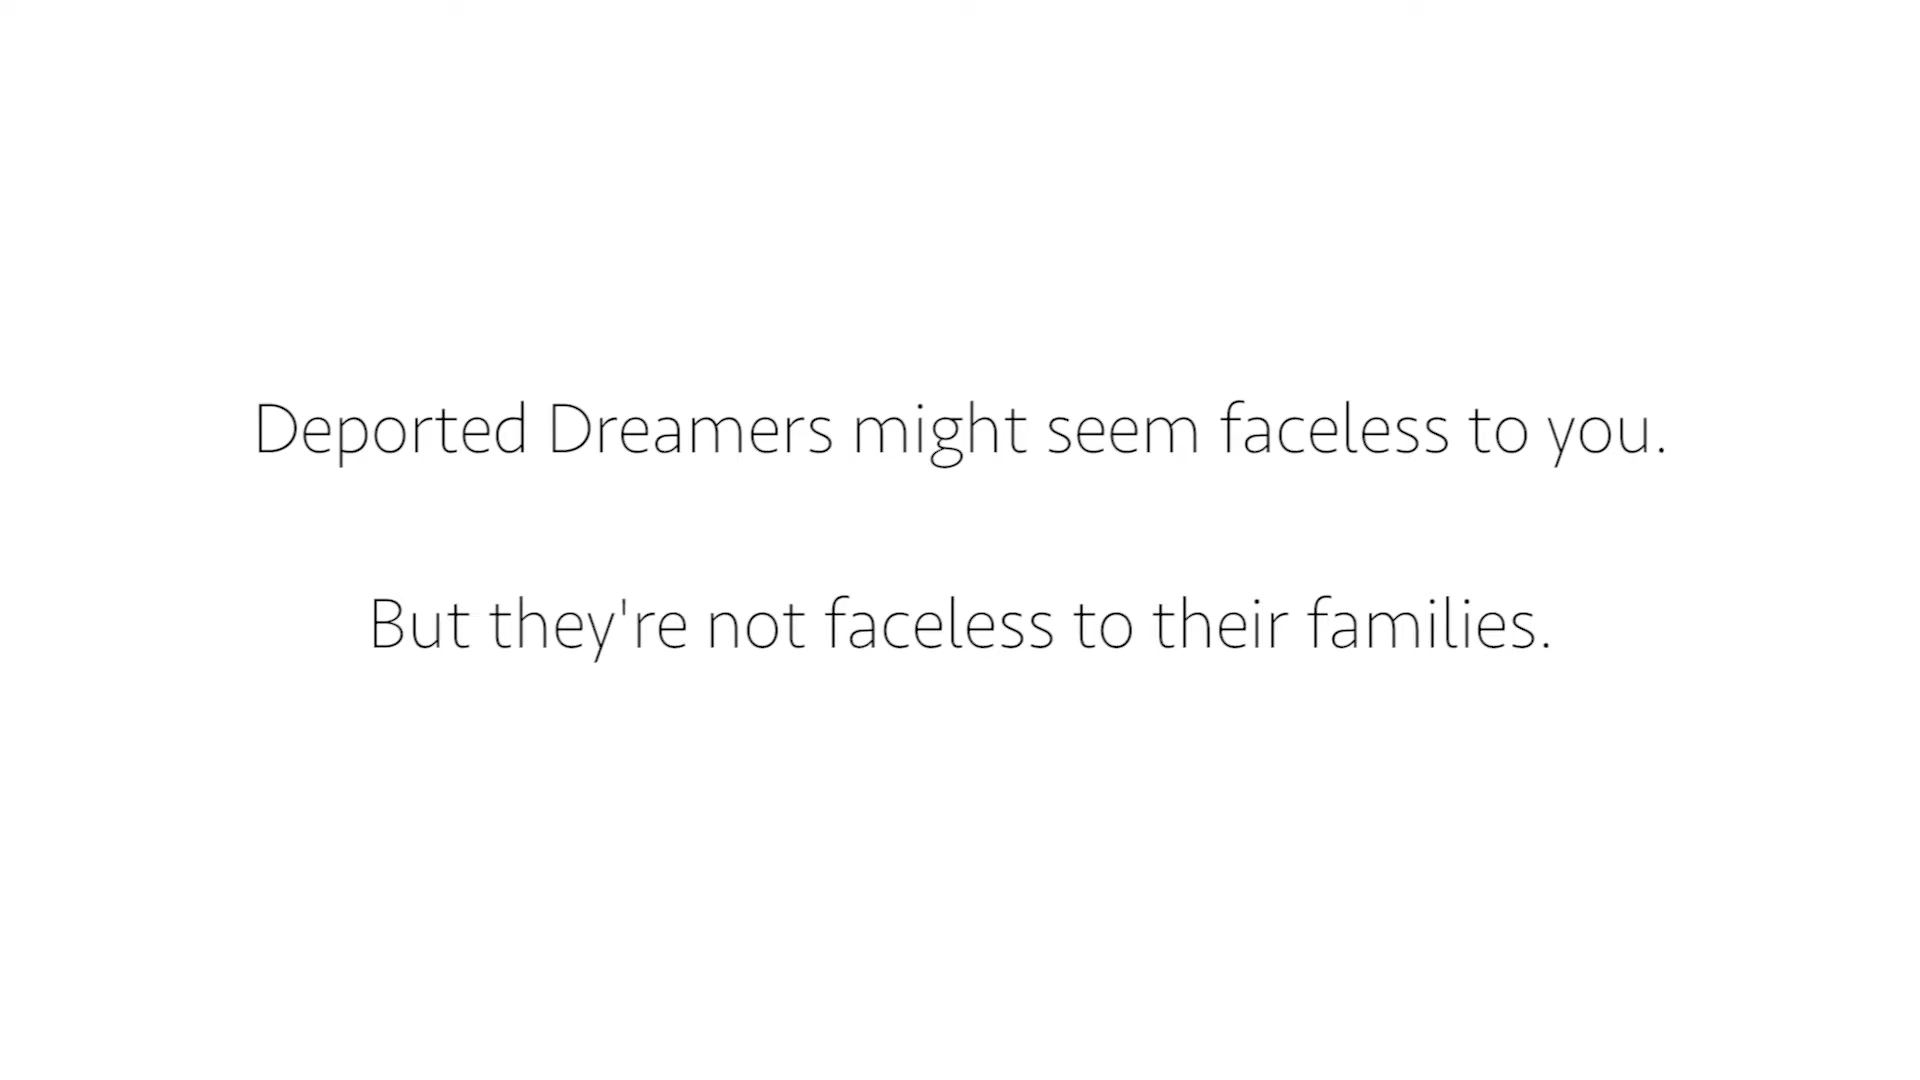 Deported Dreamers might seem faceless to you.
But they're not faceless to their families.